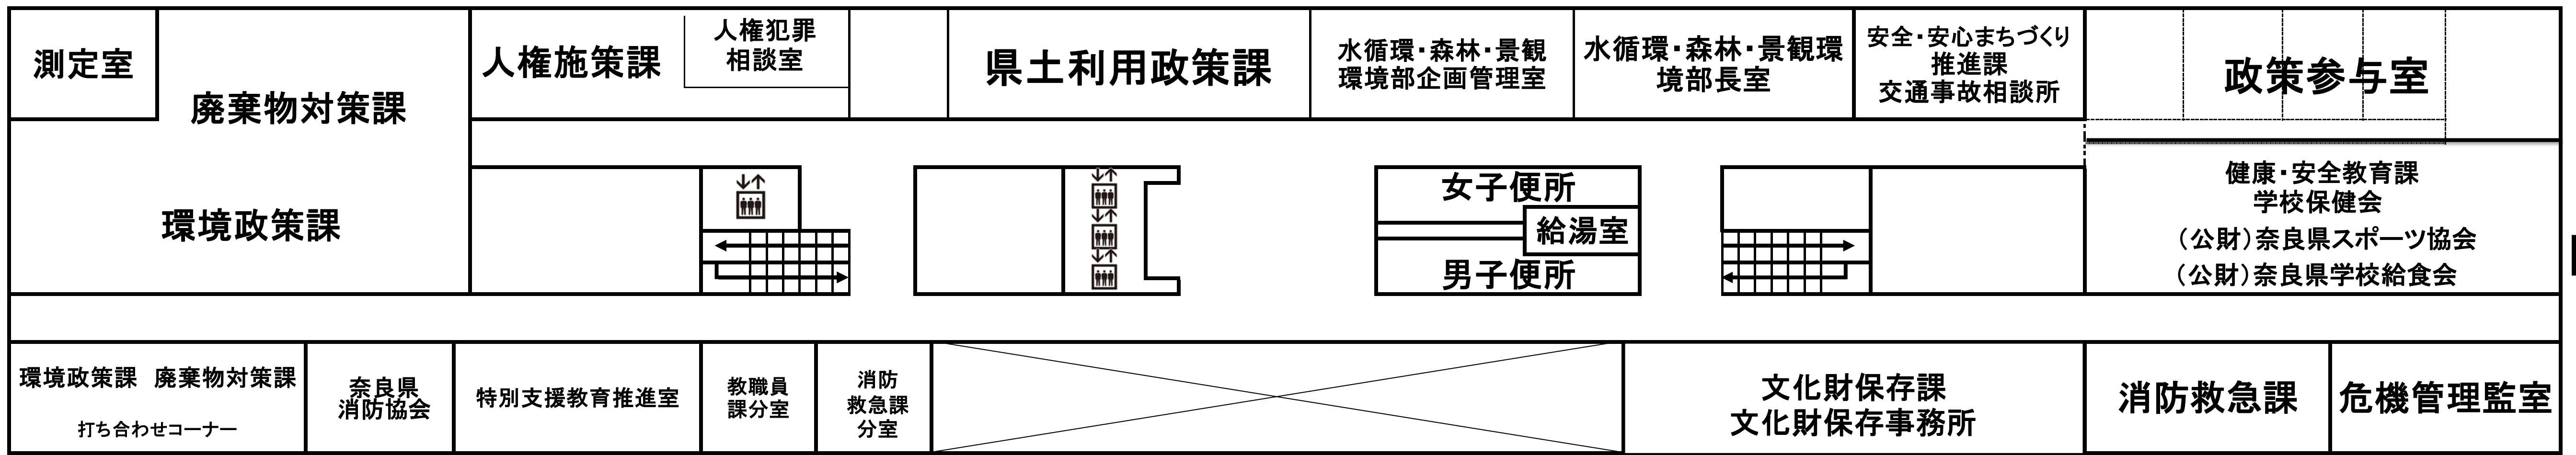 測定室
廃棄物対策課
環境政策課
人権施策課
人権犯罪
相談室
県土利用政策課
水循環・森林・景観
環境部企画管理室
水循環・森林・景観環
境部長室
安全・安心まちづくり
推進課
交通事故相談所
政策参与室
女子便所
給湯室
男子便所
健康・安全教育課
学校保健会
（公財）奈良県スポーツ協会
（公財）奈良県学校給食会
環境政策課　廃棄物対策課
打ち合わせコーナー
奈良県
消防協会
特別支援教育推進室
教職員
課分室
消防
救急課
分室
文化財保存課
文化財保存事務所
消防救急課
危機管理監室